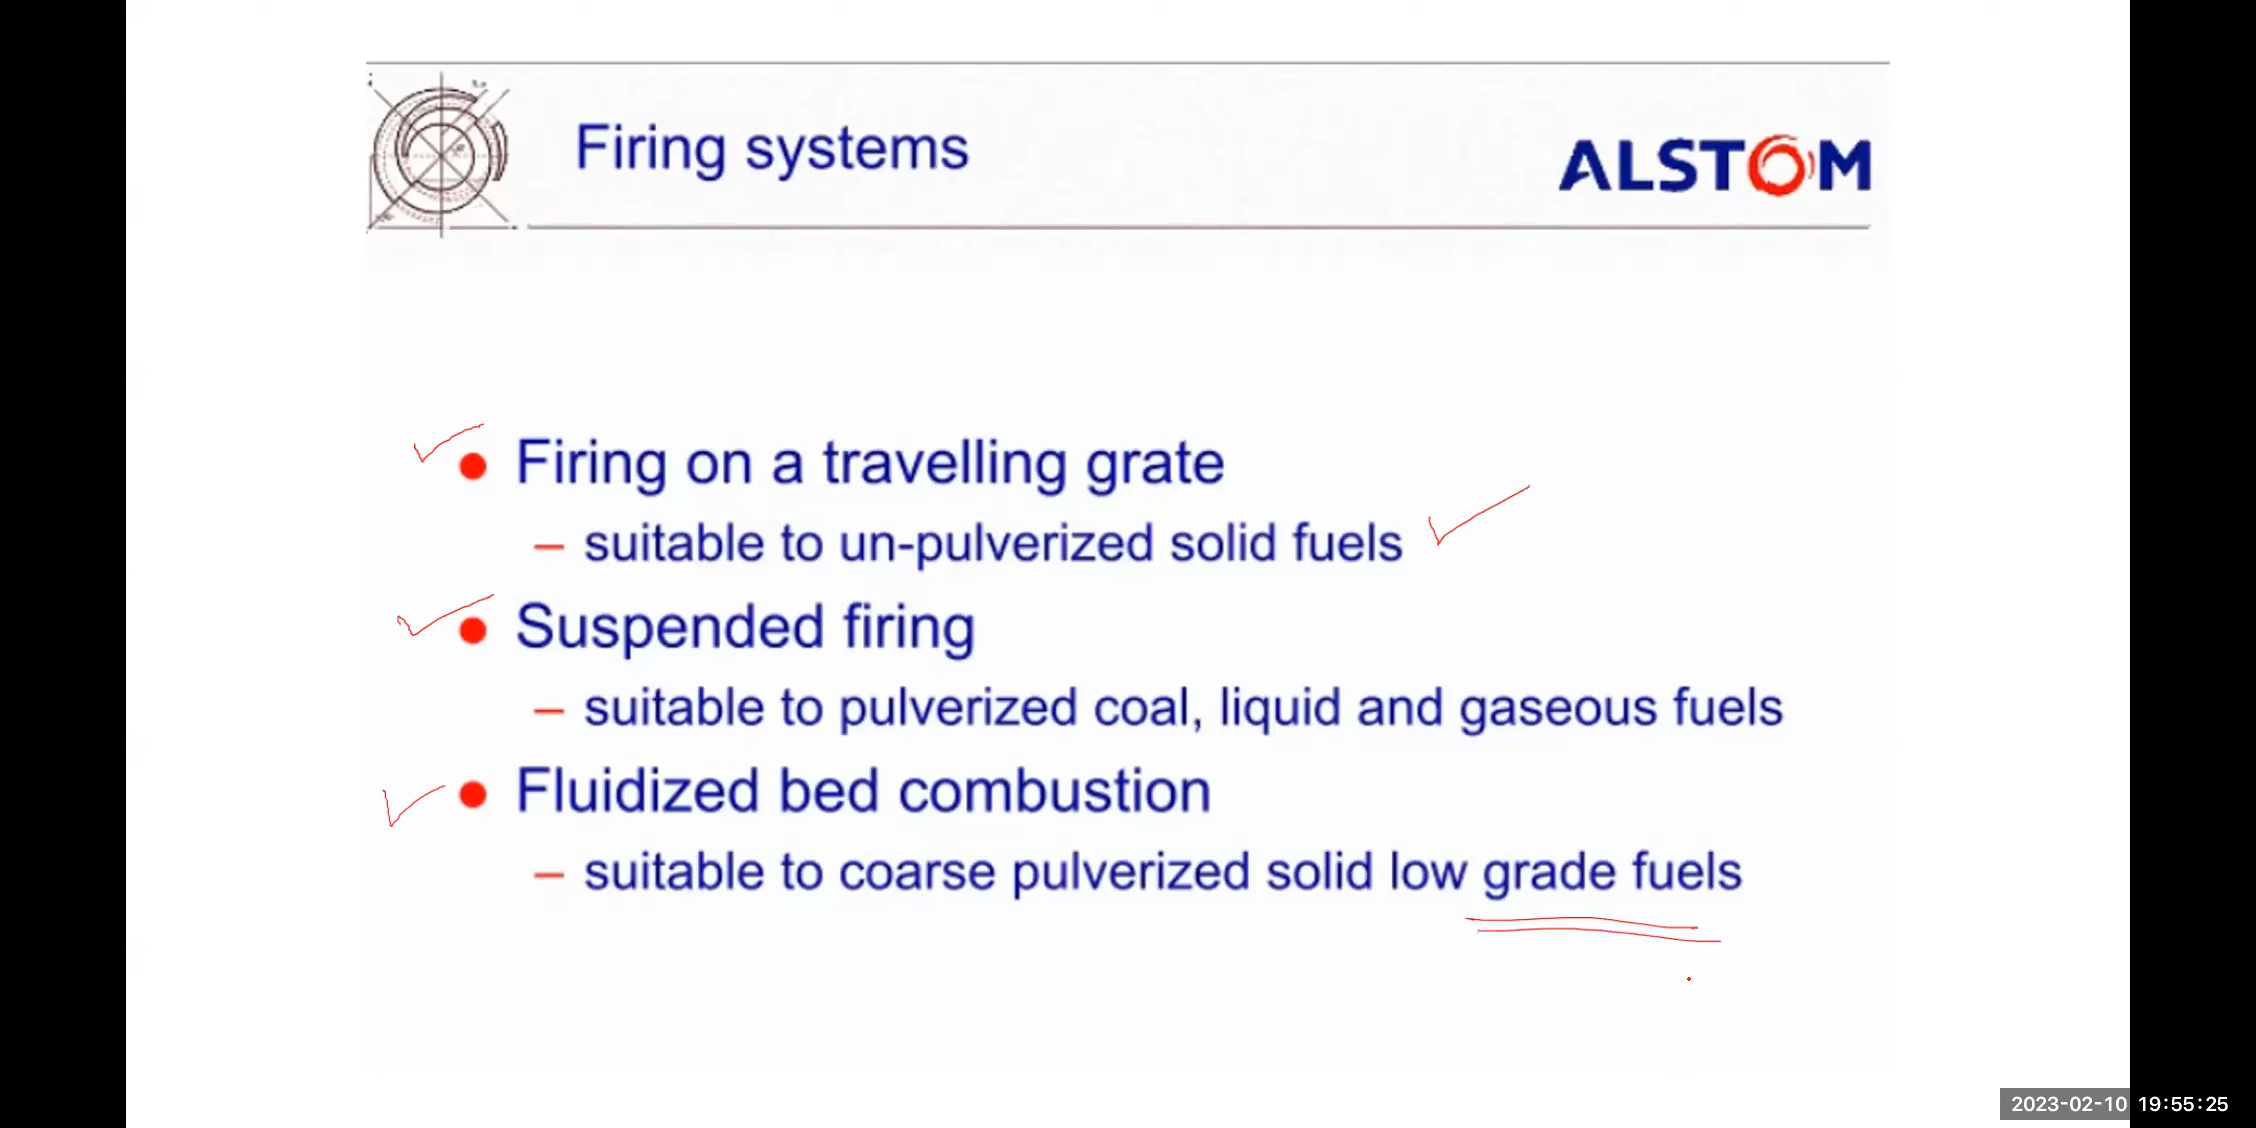 Firing systems
ALSTOM
Firing on a travelling grate
– suitable to un-pulverized solid fuels
Suspended firing
– suitable to pulverized coal, liquid and gaseous fuels
Fluidized bed combustion
– suitable to coarse pulverized solid low grade fuels
2023-02-10 19:55:25